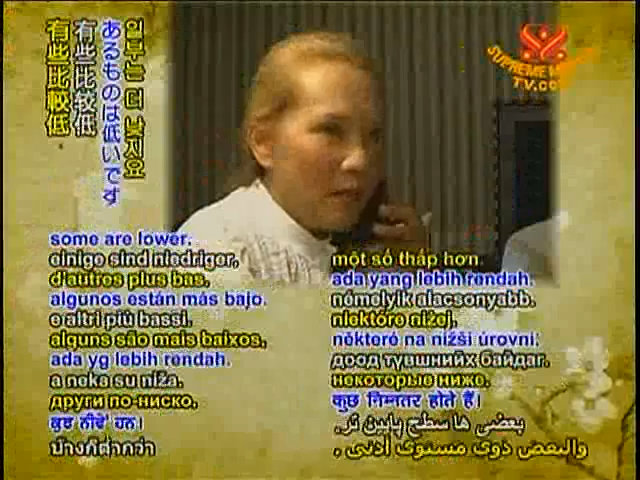 有些比較低
有些比较低
あるものは低いです
일부는 더 낮지요
SUPREME MASTER
TV.com
some are lower.
einige sind niedriger,
d'autres plus bas.
algunos están más bajo.
e altri più bassi.
alguns são mais baixos.
ada yg lebih rendah.
a neka su niža.
други по-ниско.
ਕੁਝ ਨੀਵੇਂ ਹਨ।
บ้างก็ต่ำกว่า
một số thấp hơn.
ada yang lebih rendah.
némelyik alacsonyabb.
niektóre niżej.
některé na nižší úrovni.
доод түвшнийх байдаг.
некоторые ниже.
कुछ निम्नतर होते हैं।
بعضی ها سطح پایین تر.
والبعض ذوي مستوى أدنى ,